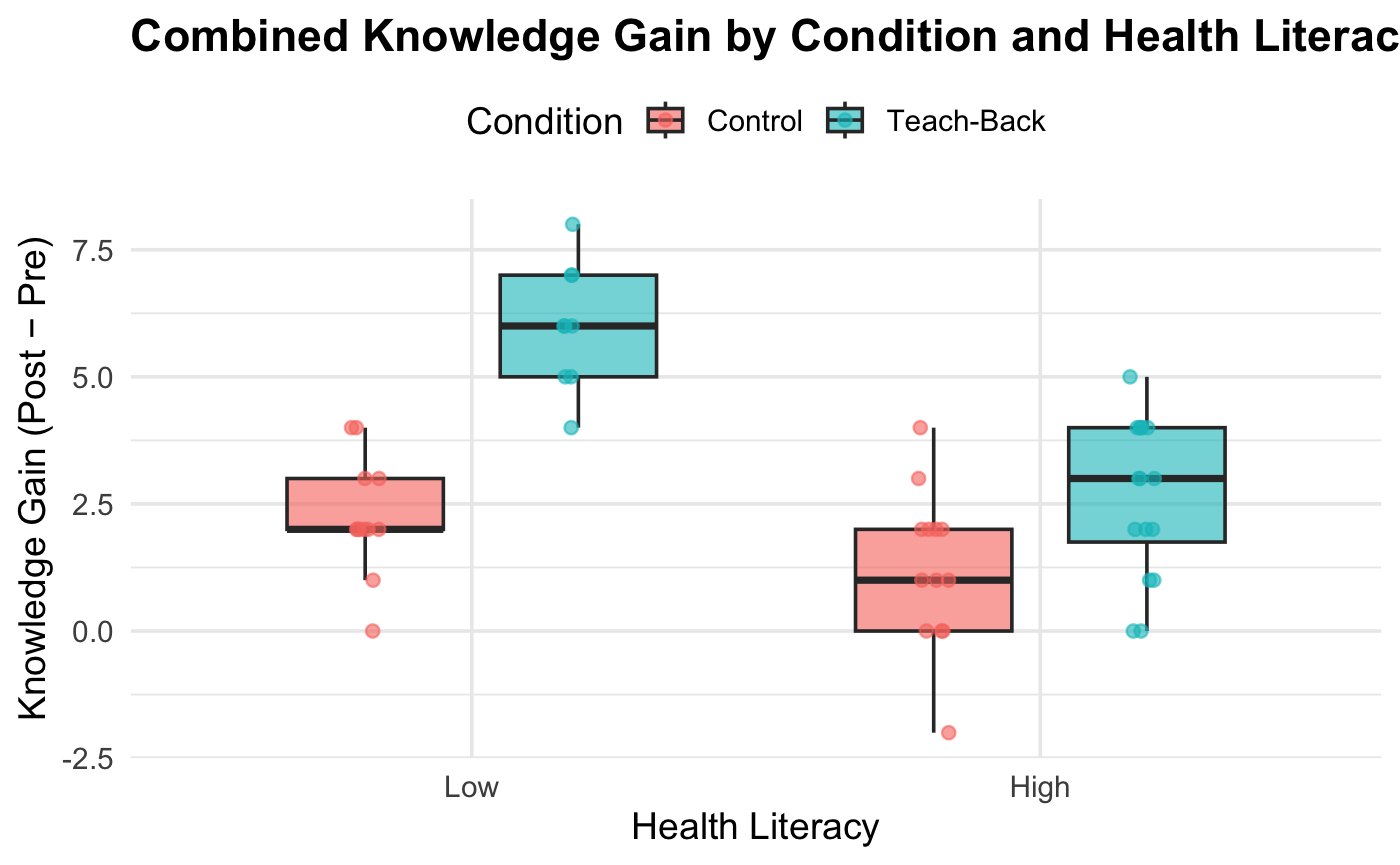 Combined Knowledge Gain by Condition and Health Literac
Condition Control Teach-Back
Knowledge Gain (Post − Pre)
7.5
5.0
2.5
0.0
-2.5
Low High
Health Literacy